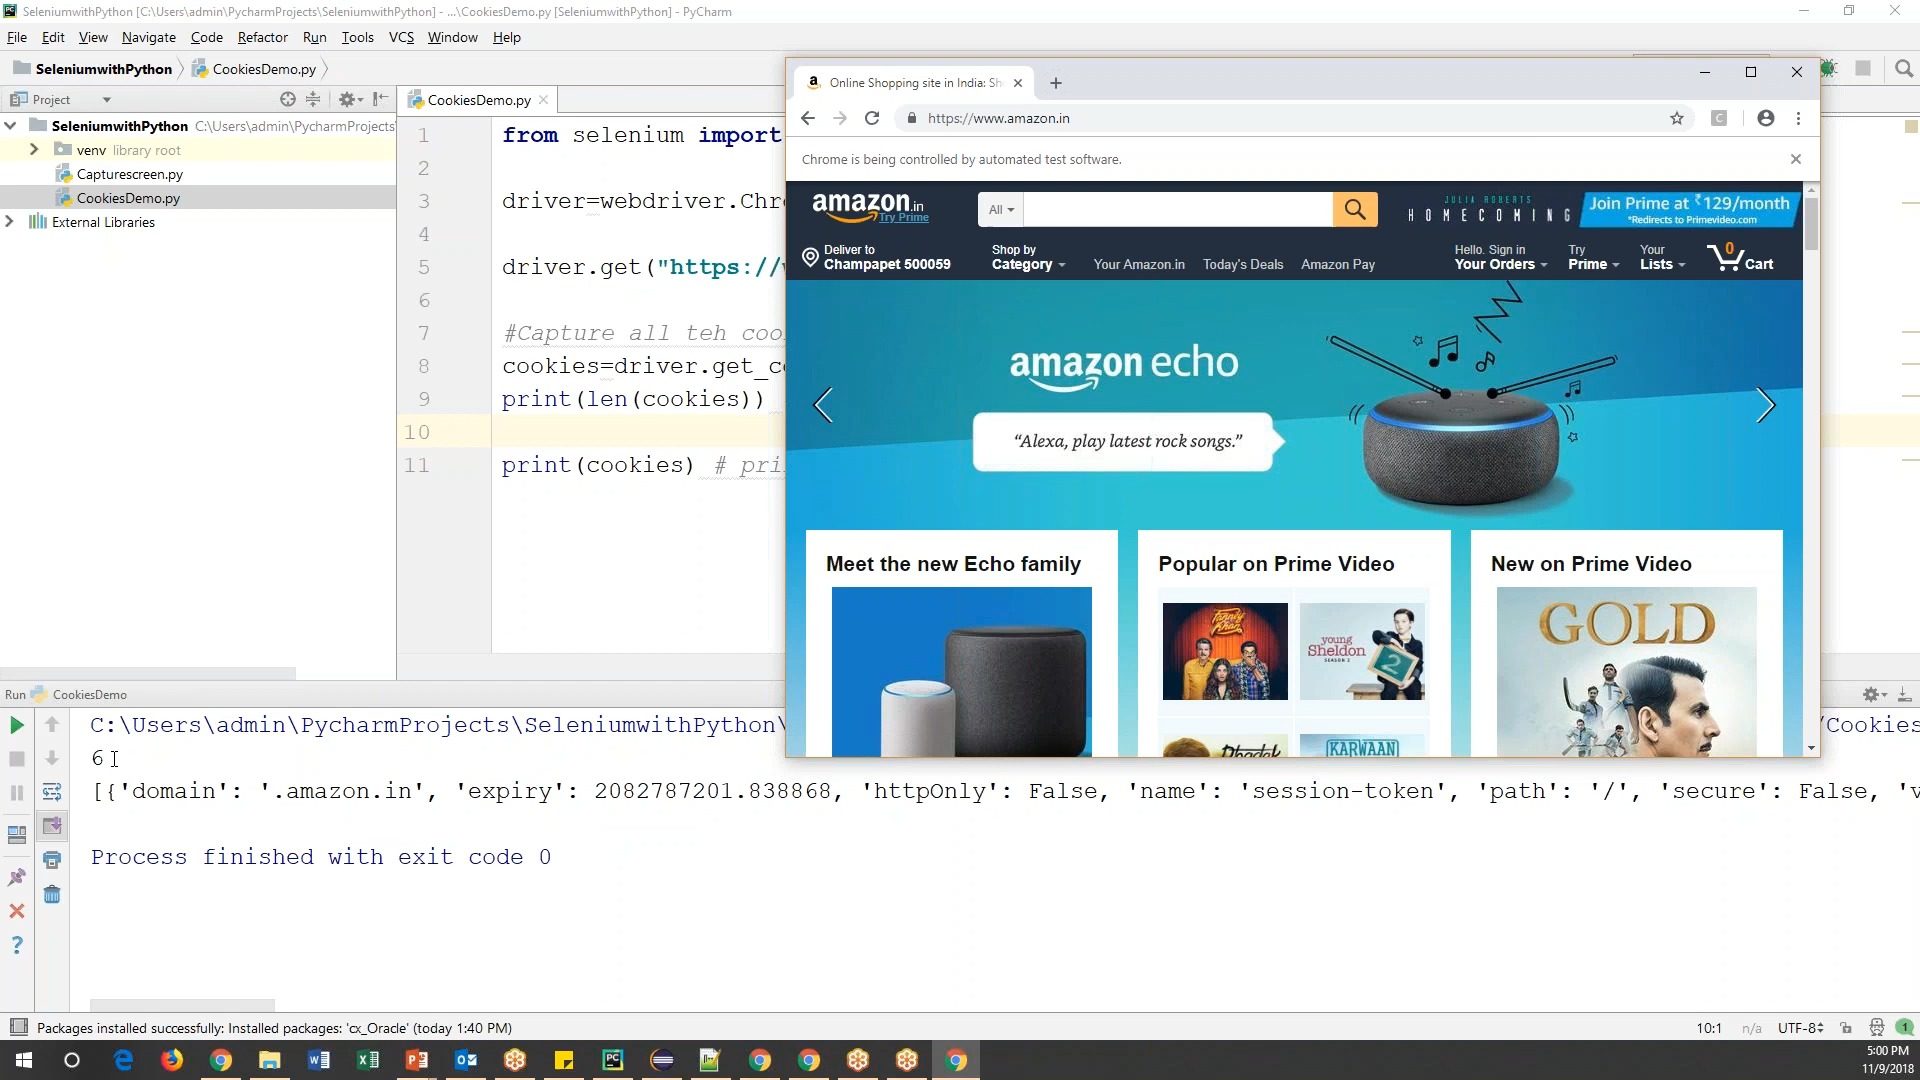 SeleniumwithPython [C:\Users\admin\PycharmProjects\SeleniumwithPython] - ...\CookiesDemo.py [SeleniumwithPython] - PyCharm
File Edit View Navigate Code Refactor Run Tools VCS Window Help
SeleniumwithPython CookiesDemo.py
Project
CookiesDemo.py
SeleniumwithPython C:\Users\admin\PycharmProjects
venv library root
Capturescreen.py
CookiesDemo.py
External Libraries
1 from selenium import
2
3 driver=webdriver.Chr
4
5 driver.get("https://
6
7 #Capture all teh coo
8 cookies=driver.get_c
9 print(len(cookies))
10
11 print(cookies) # pri
Online Shopping site in India: Sh
https://www.amazon.in
Chrome is being controlled by automated test software.
amazon.in
Try Prime
All
JULIA ROBERTS
HOMECOMING
Join Prime at ₹129/month
*Redirects to Primevideo.com
Deliver to
Champapet 500059
Shop by
Category
Your Amazon.in Today's Deals Amazon Pay
Hello. Sign in
Your Orders
Try
Prime
Your
Lists
0
Cart
amazon echo
“Alexa, play latest rock songs.”
Meet the new Echo family
Popular on Prime Video
New on Prime Video
young
Sheldon
SEASON 2
2
GOLD
KARWAAN
Run CookiesDemo
C:\Users\admin\PycharmProjects\SeleniumwithPython\
/Cookies
6
[{'domain': '.amazon.in', 'expiry': 2082787201.838868, 'httpOnly': False, 'name': 'session-token', 'path': '/', 'secure': False, 'v
Process finished with exit code 0
Packages installed successfully: Installed packages: 'cx_Oracle' (today 1:40 PM)
10:1 n/a UTF-8
1
5:00 PM
11/9/2018